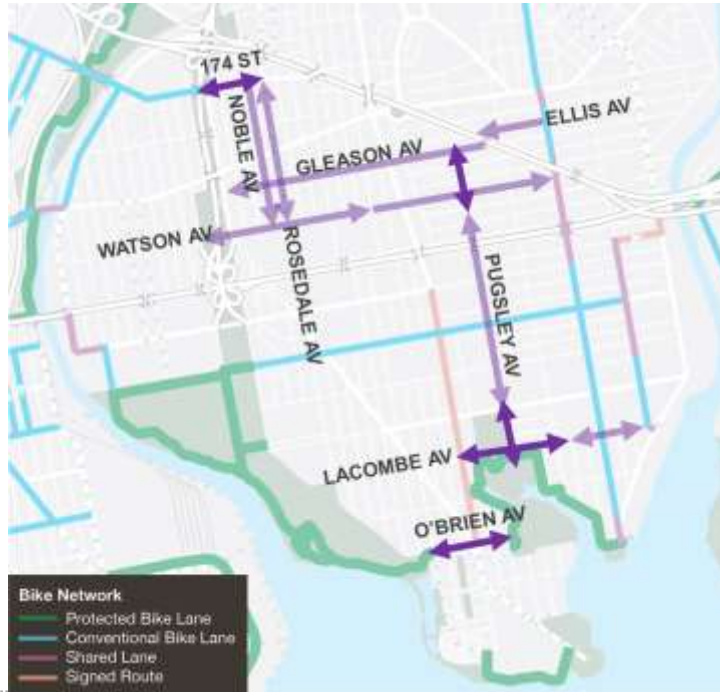 174 ST
NOBLE AV
ELLIS AV
GLEASON AV
WATSON AV
ROSEDALE AV
PUGSLEY AV
LACOMBE AV
O'BRIEN AV
Bike Network
Protected Bike Lane
Conventional Bike Lane
Shared Lane
Signed Route